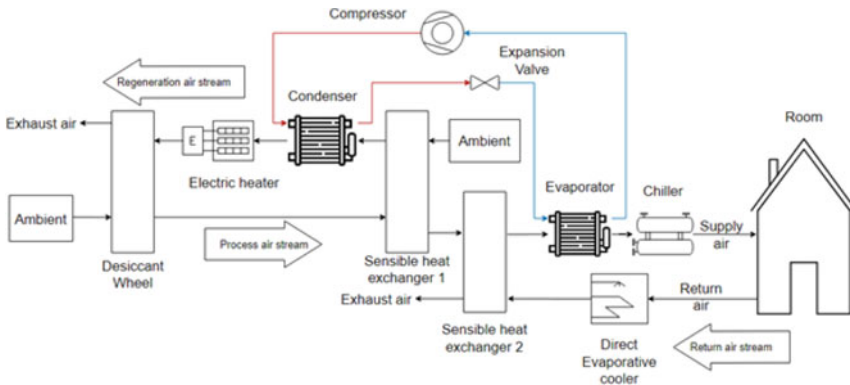 Compressor
Expansion
Valve
Regeneration air stream
Condenser
Room
Exhaust air
E
Ambient
Electric heater
Evaporator
Chiller
Ambient
Supply
air
Process air stream
Desiccant
Wheel
Sensible heat
exchanger 1
Exhaust air
Return
air
Sensible heat
exchanger 2
Direct
Evaporative
cooler
Return air stream